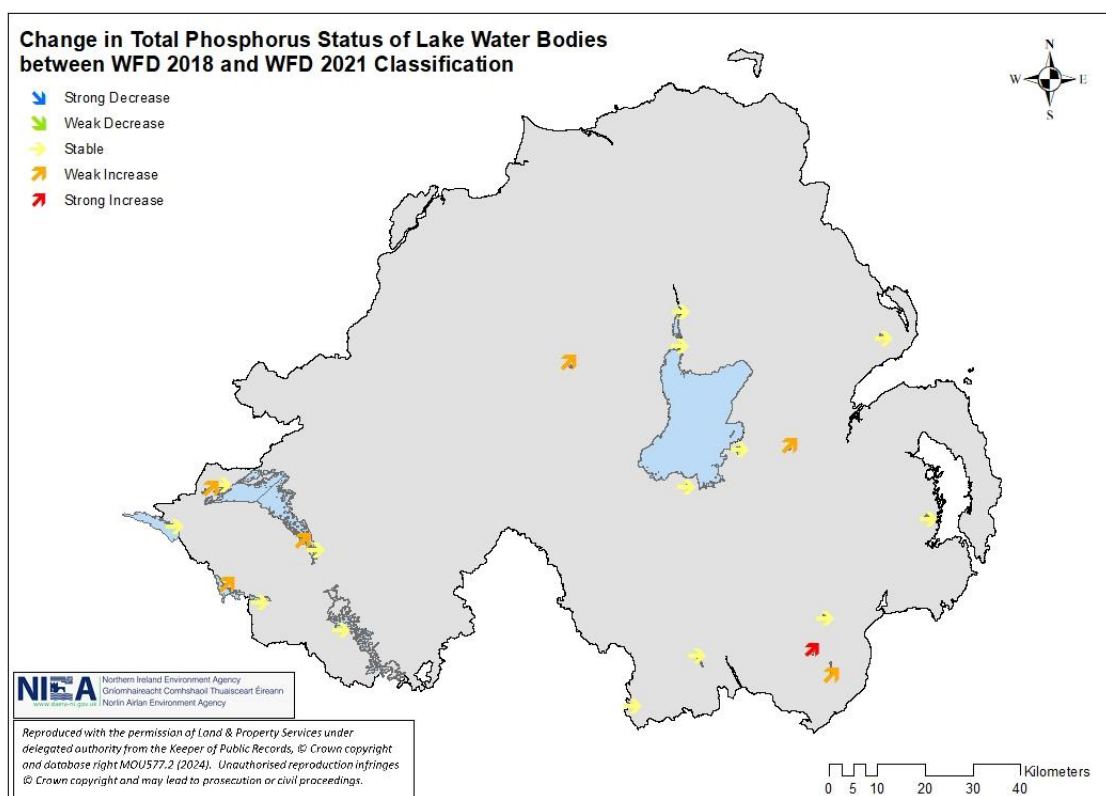 Change in Total Phosphorus Status of Lake Water Bodies
between WFD 2018 and WFD 2021 Classification
Strong Decrease
Weak Decrease
Stable
Weak Increase
Strong Increase
N
W E
S
NIEA
www.daera-ni.gov.uk
Northern Ireland Environment Agency
Gníomhaireacht Comhshaoil Thuaisceart Éireann
Norlin Airlan Environment Agency
Reproduced with the permission of Land & Property Services under
delegated authority from the Keeper of Public Records, © Crown copyright
and database right MOU577.2 (2024). Unauthorised reproduction infringes
© Crown copyright and may lead to prosecution or civil proceedings.
Kilometers
0 5 10 20 30 40